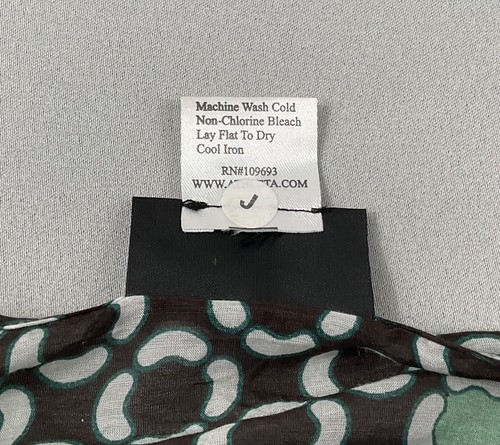 Machine Wash Cold
Non-Chlorine Bleach
Lay Flat To Dry
Cool Iron
RN#109693
J